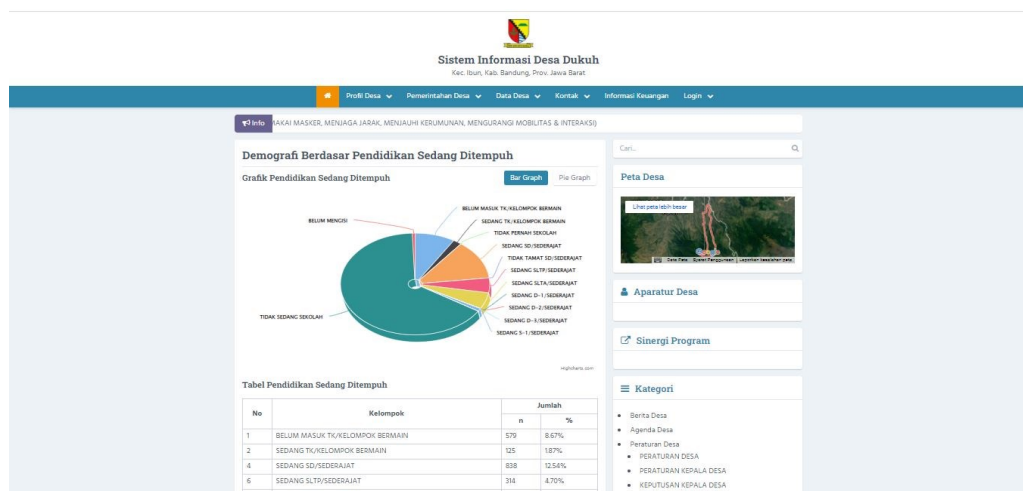 Sistem Informasi Desa Dukuh
Kec. Ibun, Kab. Bandung, Prov. Jawa Barat
Profil Desa Pemerintahan Desa Data Desa Kontak Informasi Keuangan Login
Info AKAI MASKER, MENJAGA JARAK, MENJAUHI KERUMUNAN, MENGURANGI MOBILITAS & INTERAKSI)
Demografi Berdasar Pendidikan Sedang Ditempuh
Grafik Pendidikan Sedang Ditempuh
Bar Graph Pie Graph
BELUM MENGISI
BELUM MASUK TK/KELOMPOK BERMAIN
SEDANG TK/KELOMPOK BERMAIN
TIDAK PERNAH SEKOLAH
SEDANG SD/SEDERAJAT
TIDAK TAMAT SD/SEDERAJAT
SEDANG SLTP/SEDERAJAT
SEDANG SLTA/SEDERAJAT
SEDANG D-1/SEDERAJAT
SEDANG D-2/SEDERAJAT
SEDANG D-3/SEDERAJAT
SEDANG S-1/SEDERAJAT
TIDAK SEDANG SEKOLAH
Highcharts.com
Tabel Pendidikan Sedang Ditempuh
No Kelompok Jumlah
n %
1 BELUM MASUK TK/KELOMPOK BERMAIN 579 8.67%
2 SEDANG TK/KELOMPOK BERMAIN 125 1.87%
4 SEDANG SD/SEDERAJAT 838 12.54%
6 SEDANG SLTP/SEDERAJAT 314 4.70%
Cari...
Peta Desa
Lihat peta lebih besar
Data Peta Syarat Penggunaan Laporkan kesalahan peta
Aparatur Desa
Sinergi Program
Kategori
Berita Desa
Agenda Desa
Peraturan Desa
PERATURAN DESA
PERATURAN KEPALA DESA
KEPUTUSAN KEPALA DESA